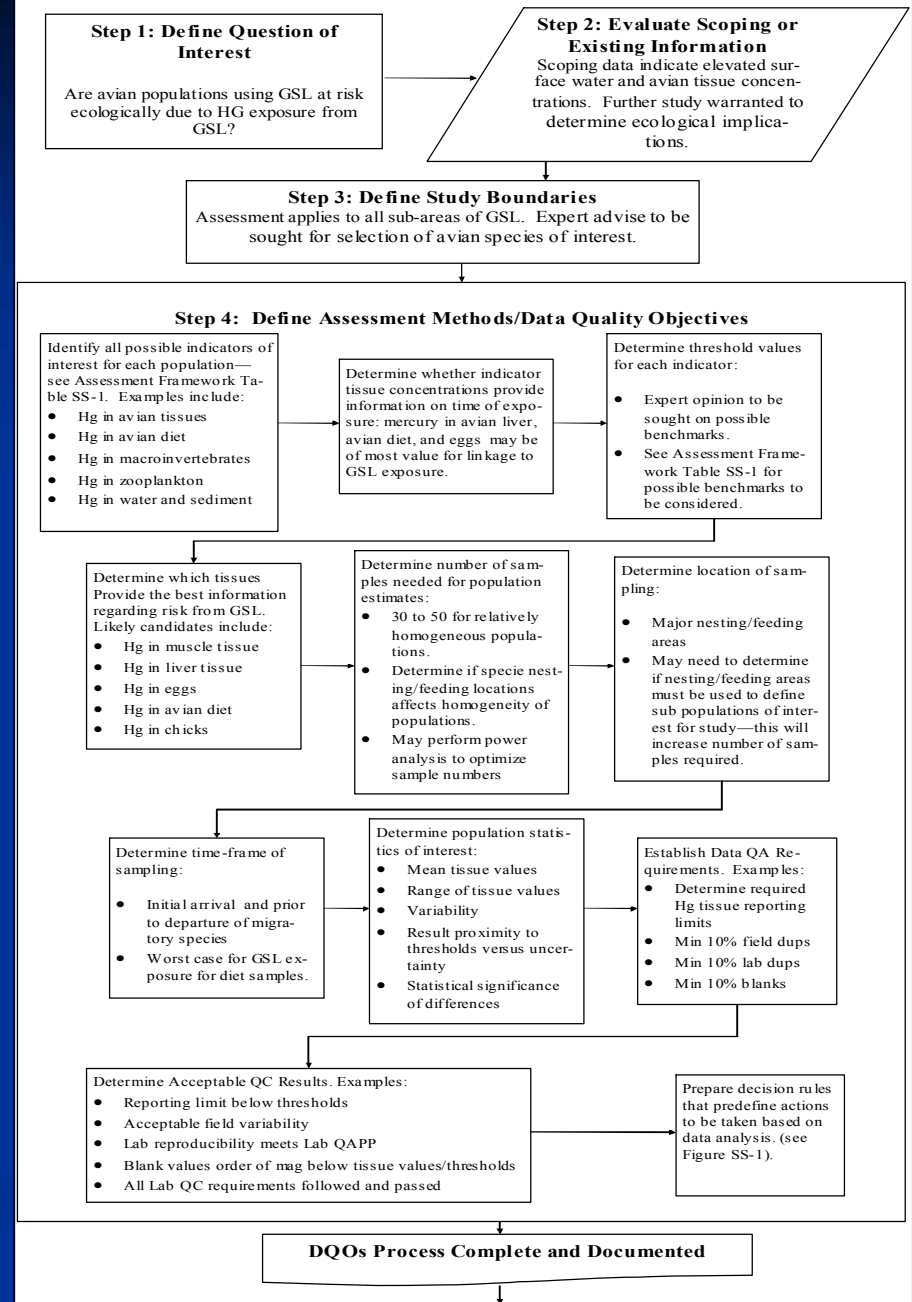 Step 1: Define Question of
Interest
Are avian populations using GSL at risk
ecologically due to HG exposure from
GSL?
Step 2: Evaluate Scoping or
Existing Information
Scoping data indicate elevated sur-
face water and avian tissue concen-
trations. Further study warranted to
determine ecological implica-
tions.
Step 3: Define Study Boundaries
Assessment applies to all sub-areas of GSL. Expert advise to be
sought for selection of avian species of interest.
Step 4: Define Assessment Methods/Data Quality Objectives
Identify all possible indicators of
interest for each population—
see Assessment Framework Ta-
ble SS-1. Examples include:
● Hg in avian tissues
● Hg in avian diet
● Hg in macroinvertebrates
● Hg in zooplankton
● Hg in water and sediment
Determine whether indicator
tissue concentrations provide
information on time of expo-
sure: mercury in avian liver,
avian diet, and eggs may be
of most value for linkage to
GSL exposure.
Determine threshold values
for each indicator:
● Expert opinion to be
sought on possible
benchmarks.
● See Assessment Frame-
work Table SS-1 for
possible benchmarks to
be considered.
Determine which tissues
Provide the best information
regarding risk from GSL.
Likely candidates include:
● Hg in muscle tissue
● Hg in liver tissue
● Hg in eggs
● Hg in avian diet
● Hg in chicks
Determine number of sam-
ples needed for population
estimates:
● 30 to 50 for relatively
homogeneous popula-
tions.
● Determine if specie nest-
ing/feeding locations
affects homogeneity of
populations.
● May perform power
analysis to optimize
sample numbers
Determine location of sam-
pling:
● Major nesting/feeding
areas
● May need to determine
if nesting/feeding areas
must be used to define
sub populations of inter-
est for study—this will
increase number of sam-
ples required.
Determine time-frame of
sampling:
● Initial arrival and prior
to departure of migra-
tory species
● Worst case for GSL ex-
posure for diet samples.
Determine population statis-
tics of interest:
● Mean tissue values
● Range of tissue values
● Variability
● Result proximity to
thresholds versus uncer-
tainty
● Statistical significance
of differences
Establish Data QA Re-
quirements. Examples:
● Determine required
Hg tissue reporting
limits
● Min 10% field dups
● Min 10% lab dups
● Min 10% blanks
Determine Acceptable QC Results. Examples:
● Reporting limit below thresholds
● Acceptable field variability
● Lab reproducibility meets Lab QAPP
● Blank values order of mag below tissue values/thresholds
● All Lab QC requirements followed and passed
Prepare decision rules
that predefine actions
to be taken based on
data analysis. (see
Figure SS-1).
DQOs Process Complete and Documented